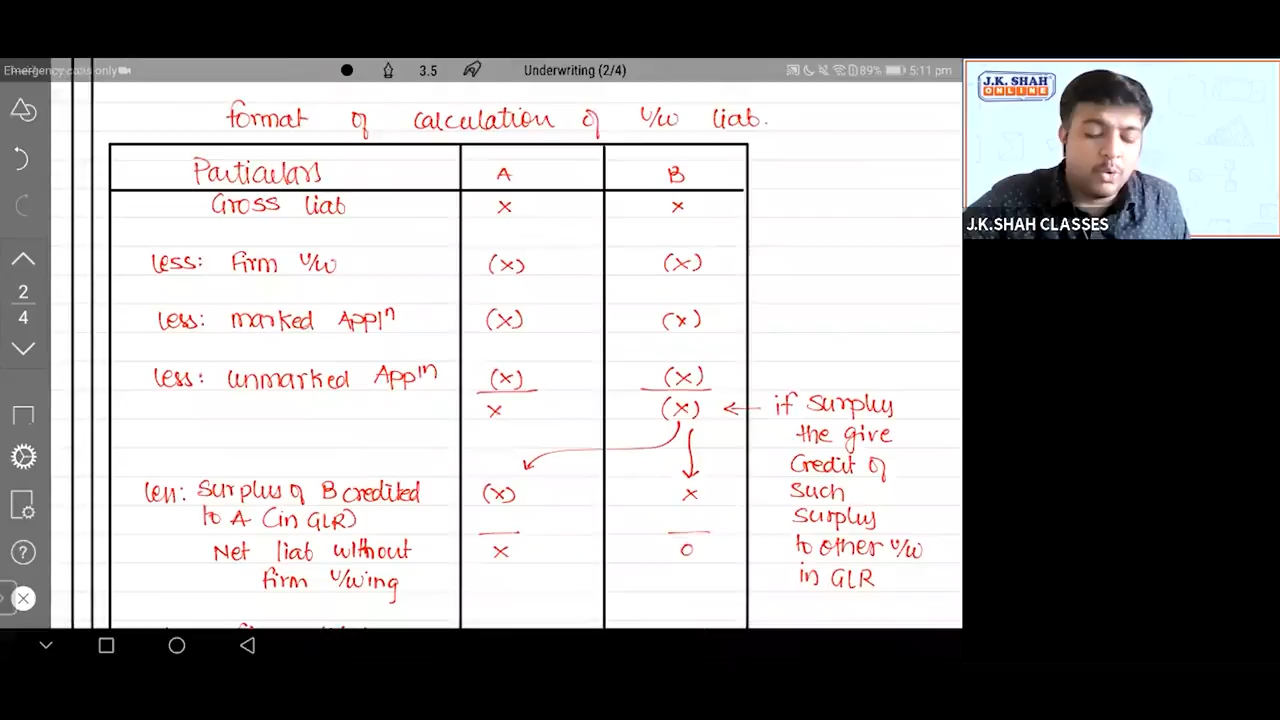 Emergency calls only
3.5
Underwriting (2/4)
89%
5:11 pm
J.K. SHAH
ONLINE
J.K.SHAH CLASSES
2
4
format of calculation of U/w liab.
Particulars A B
Gross liab x x
less: Firm U/w (x) (x)
less: marked Applⁿ (x) (x)
less: unmarked Appⁿ (x) (x)
x (x) ← if surplus
the give
Credit of
Such
Surplus
to other U/w
in GLR
len: Surplus of B credited (x) x
to A (in GLR)
Net liab without x 0
firm U/wing